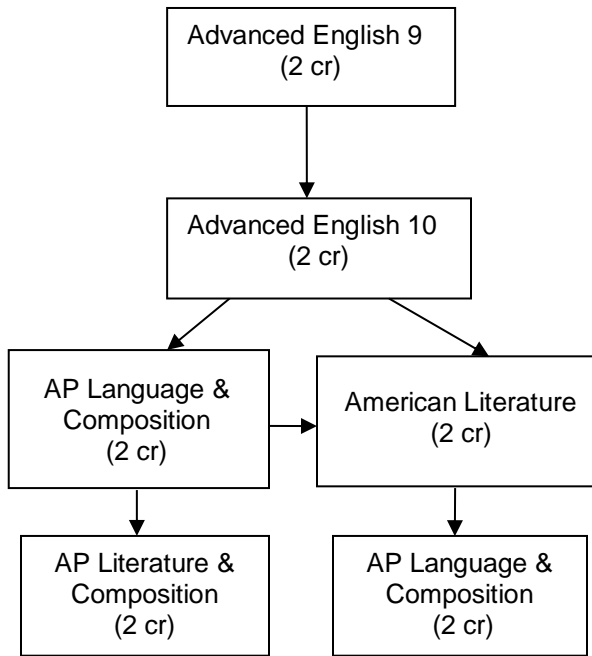 Advanced English 9
(2 cr)
Advanced English 10
(2 cr)
AP Language &
Composition
(2 cr)
American Literature
(2 cr)
AP Literature &
Composition
(2 cr)
AP Language &
Composition
(2 cr)